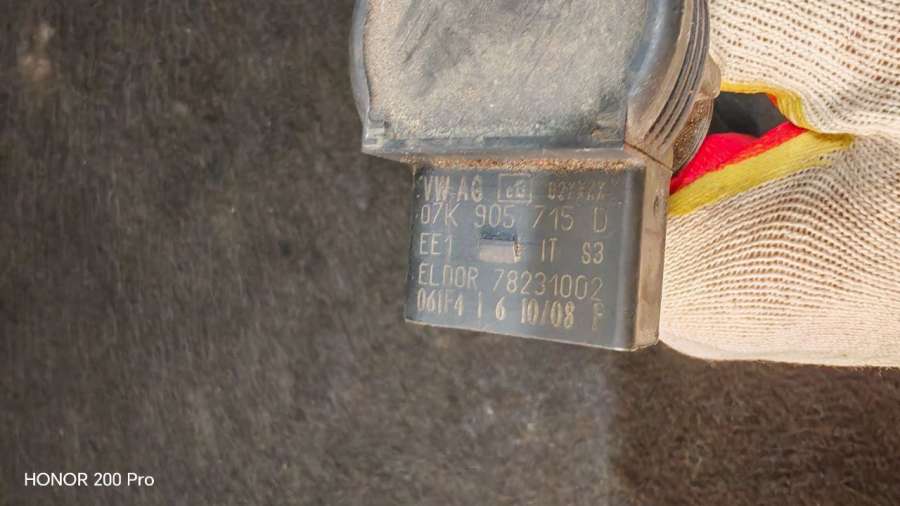 VW-AG
07K 905 715 D
EE1 IT S3
ELDOR 78231002
061F4 1 6 10/08 F
HONOR 200 Pro